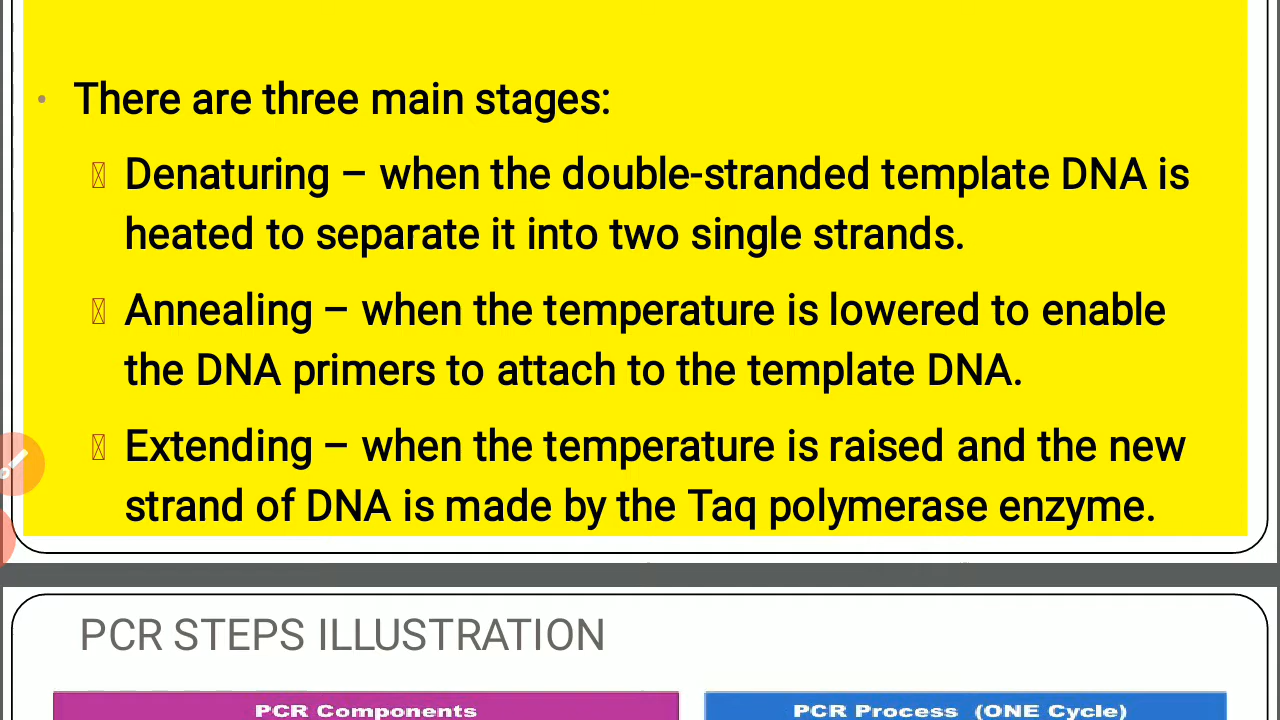 There are three main stages:
Denaturing – when the double-stranded template DNA is
heated to separate it into two single strands.
Annealing – when the temperature is lowered to enable
the DNA primers to attach to the template DNA.
Extending – when the temperature is raised and the new
strand of DNA is made by the Taq polymerase enzyme.
PCR STEPS ILLUSTRATION
PCR Components
PCR Process (ONE Cycle)